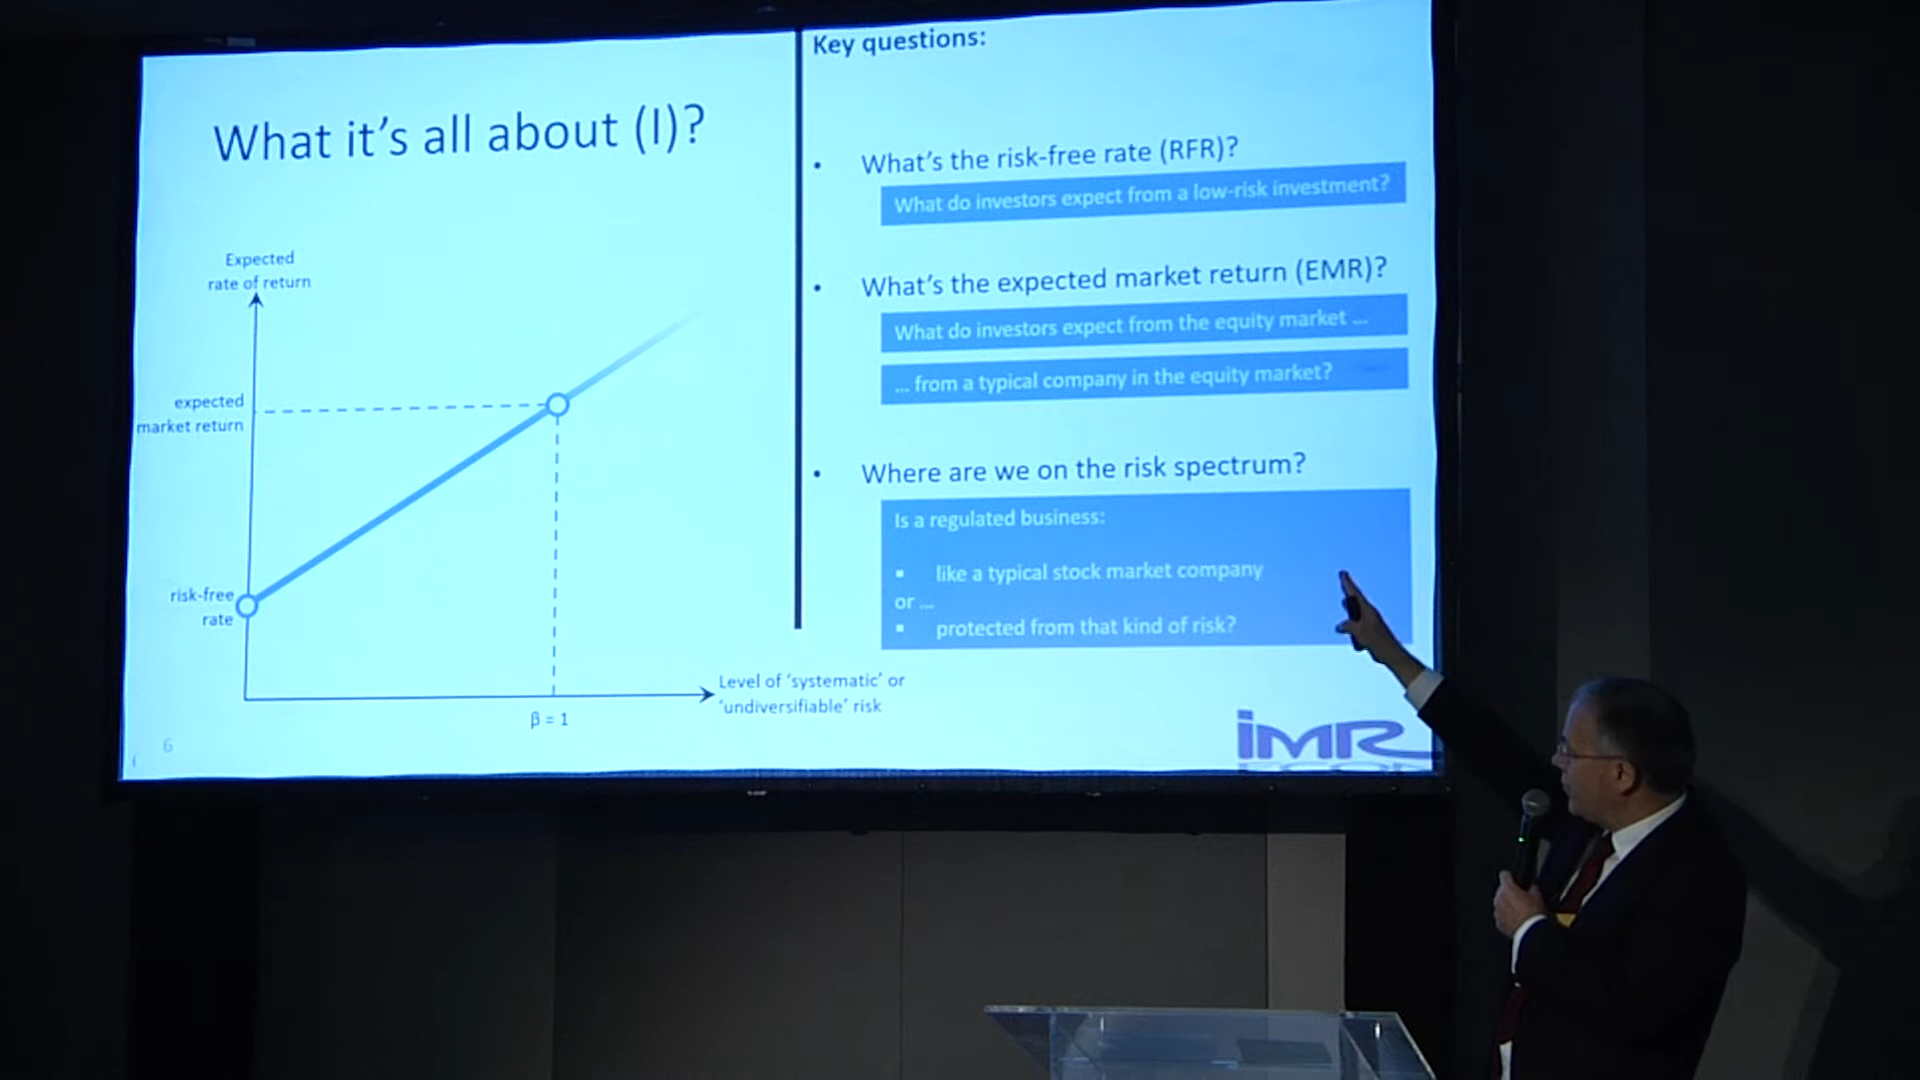 What it's all about (I)?
Expected
rate of return
expected
market return
risk-free
rate
β = 1
Level of 'systematic' or
'undiversifiable' risk
6
Key questions:
• What's the risk-free rate (RFR)?
What do investors expect from a low-risk investment?
• What's the expected market return (EMR)?
What do investors expect from the equity market ...
... from a typical company in the equity market?
• Where are we on the risk spectrum?
Is a regulated business:
▪ like a typical stock market company
or ...
▪ protected from that kind of risk?
iMR